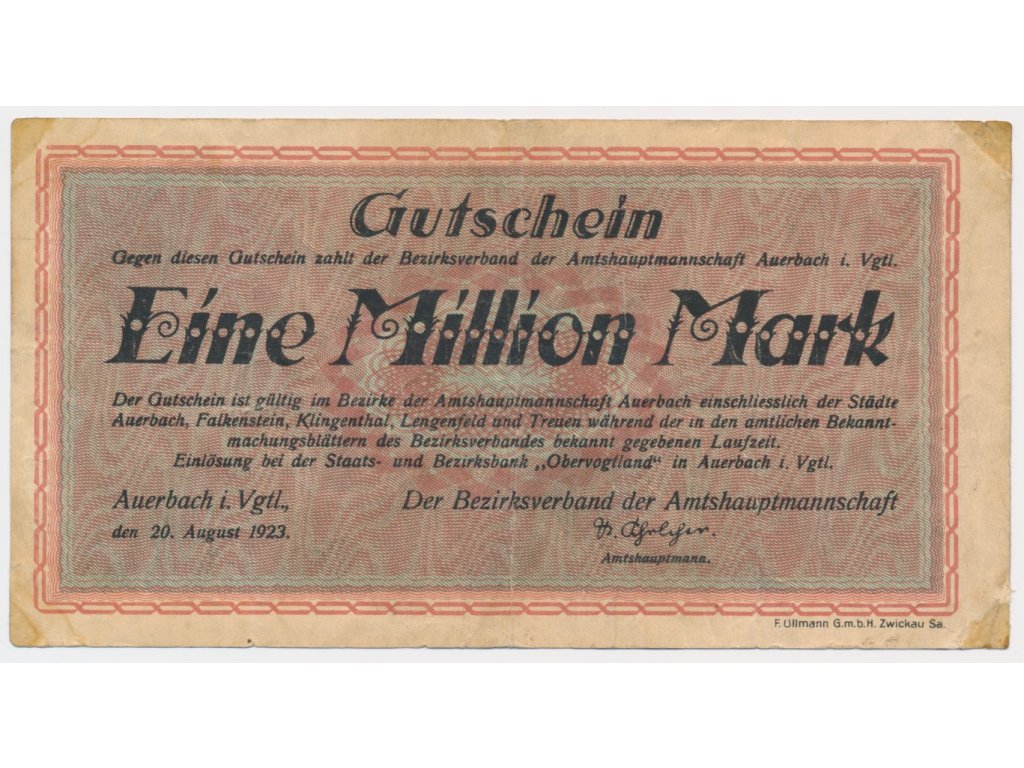 Gutschein
Gegen diesen Gutschein zahlt der Bezirksverband der Amtshauptmannschaft Auerbach i. Vgtl.
Eine Million Mark
Der Gutschein ist gültig im Bezirke der Amtshauptmannschaft Auerbach einschliesslich der Städte
Auerbach, Falkenstein, Klingenthal, Lengenfeld und Treuen während der in den amtlichen Bekannt-
machungsblättern des Bezirksverbandes bekannt gegebenen Laufzeit.
Einlösung bei der Staats- und Bezirksbank „Obervogtland“ in Auerbach i. Vgtl.
Auerbach i. Vgtl., Der Bezirksverband der Amtshauptmannschaft
den 20. August 1923.
Amtshauptmann.
F. Ullmann G.m.b.H. Zwickau Sa.